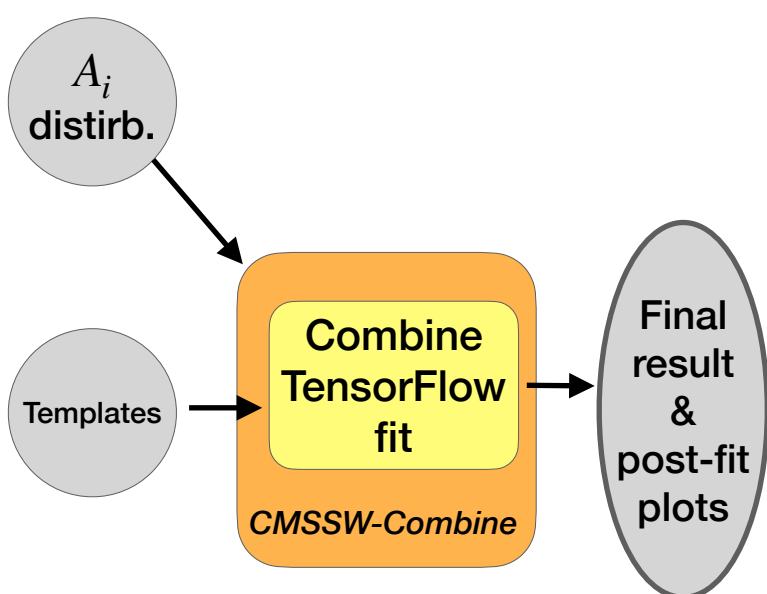 A_i
distirb.
Templates
Combine
TensorFlow
fit
CMSSW-Combine
Final
result
&
post-fit
plots